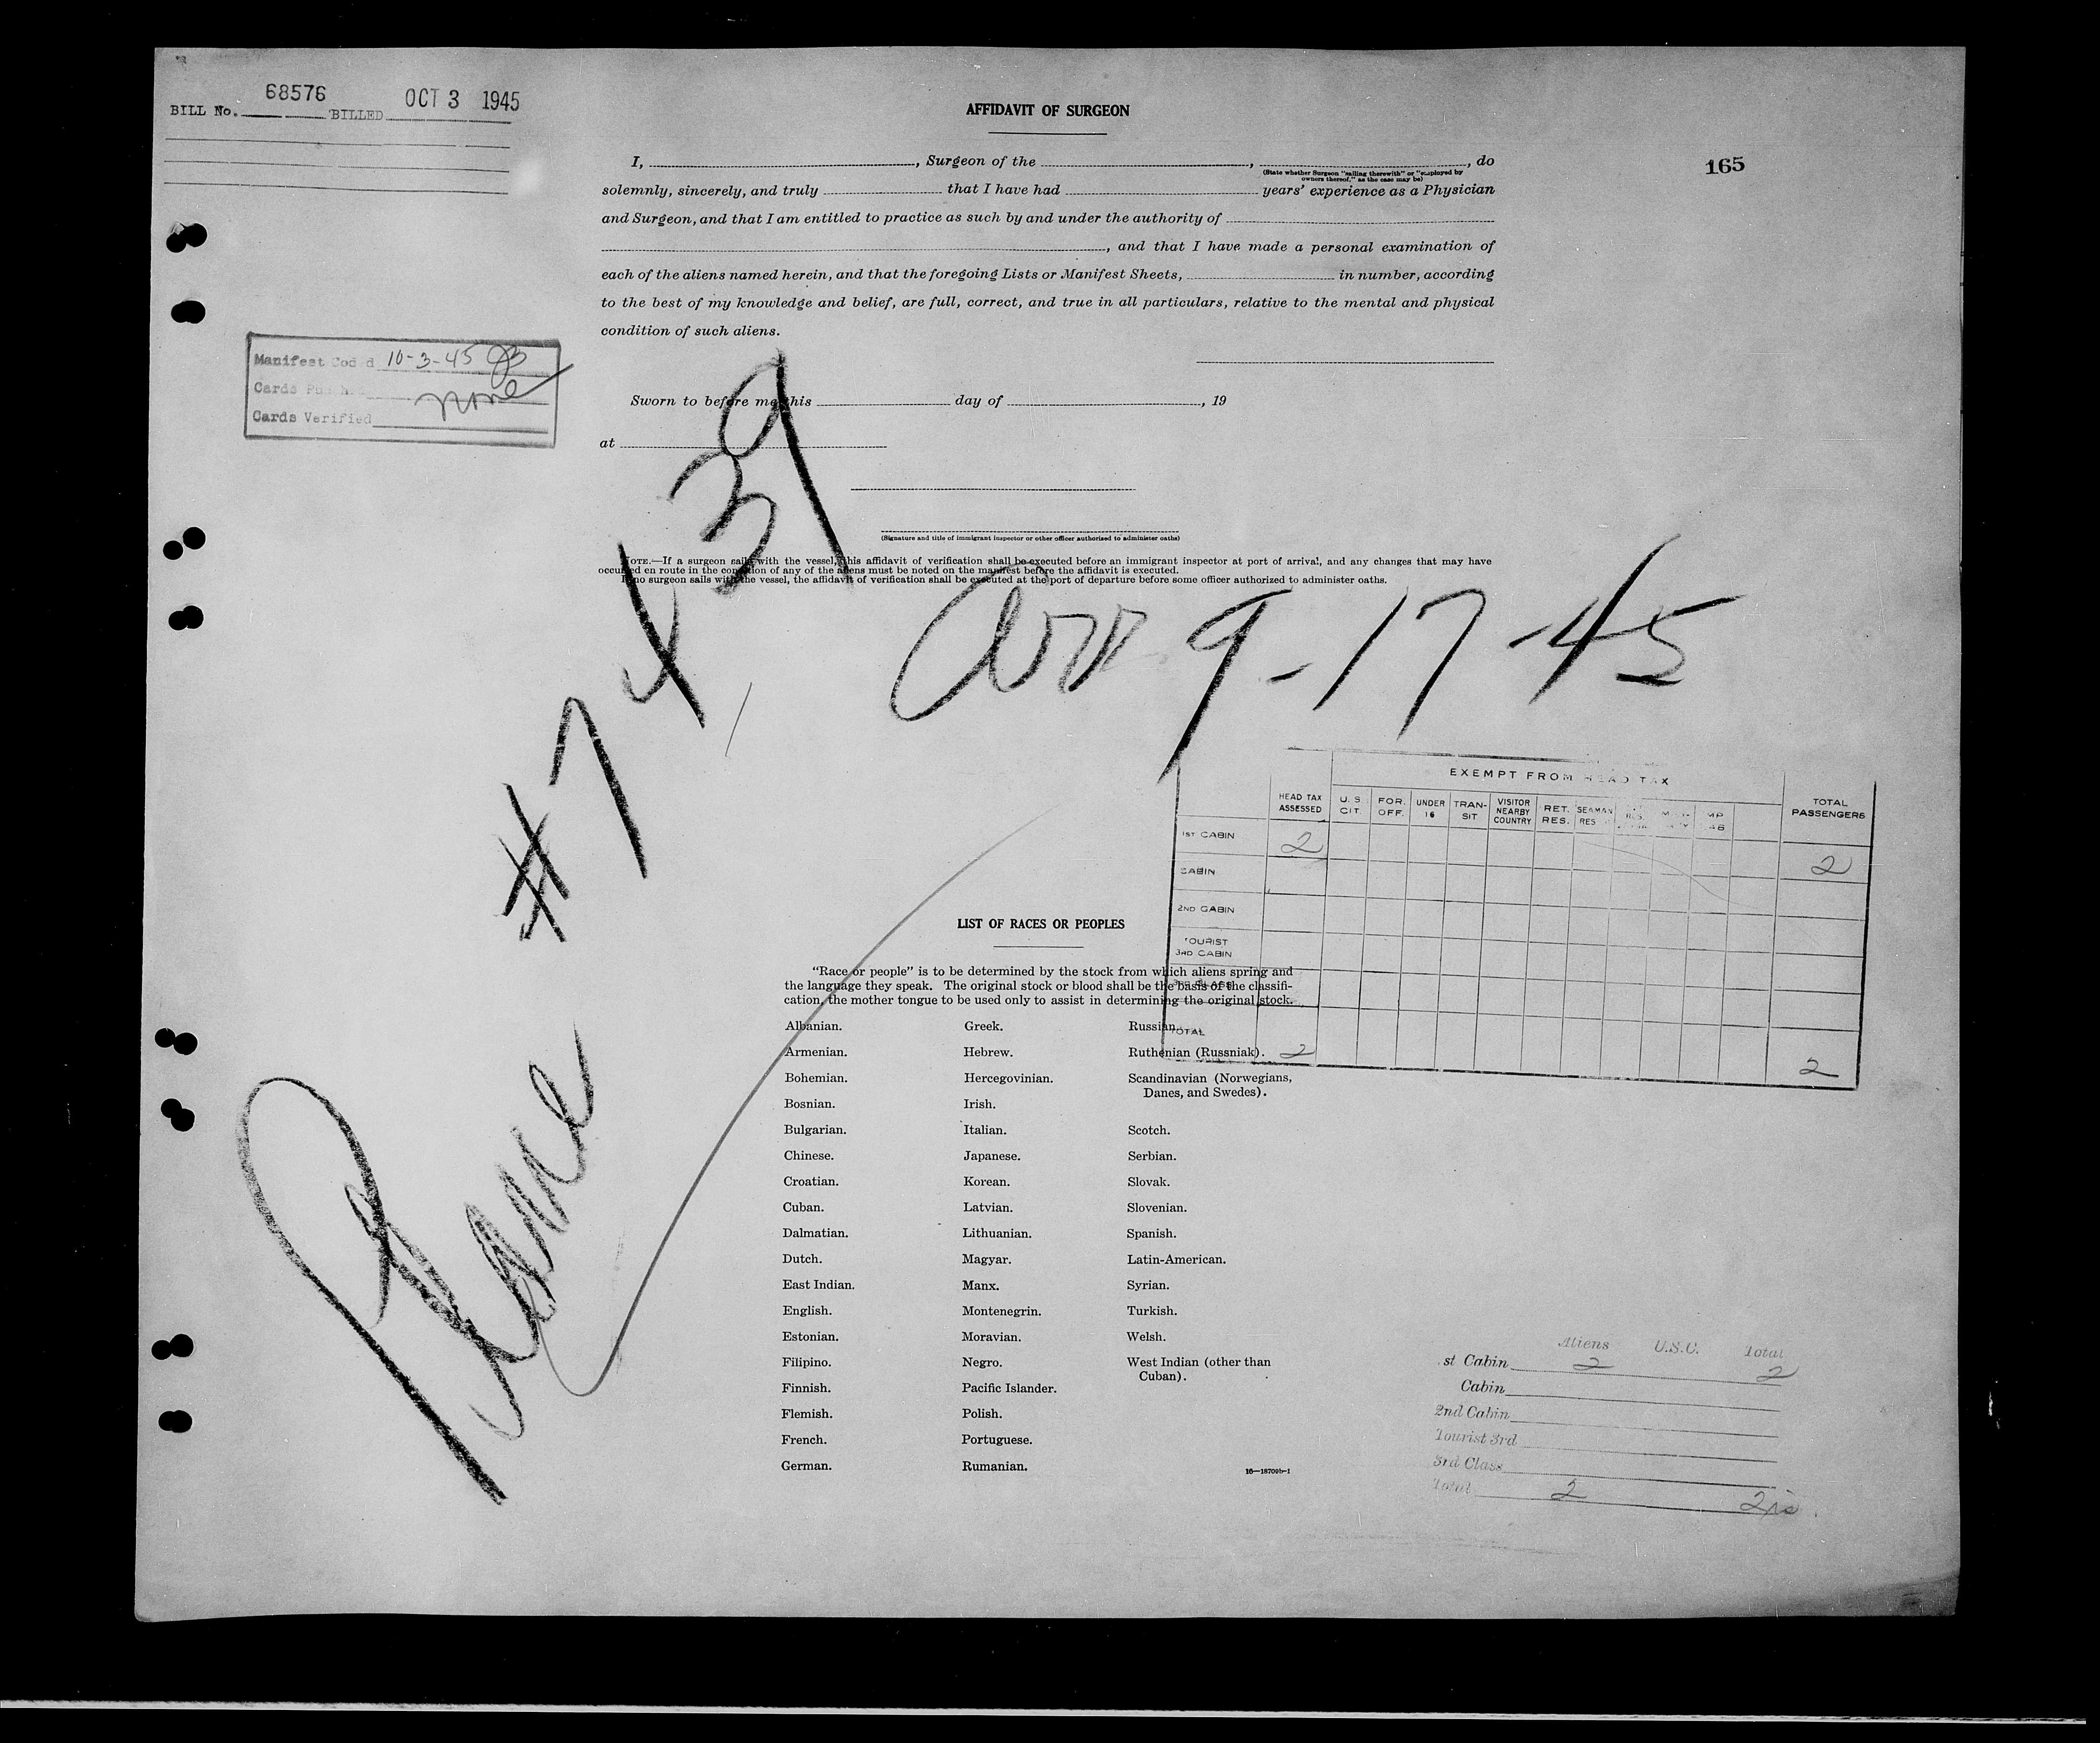 68576 OCT 3 1945
BILL No. BILLED
AFFIDAVIT OF SURGEON
165
I, , Surgeon of the , , do
(State whether Surgeon "sailing therewith" or "employed by
owners thereof," as the case may be)
solemnly, sincerely, and truly that I have had years' experience as a Physician
and Surgeon, and that I am entitled to practice as such by and under the authority of
, and that I have made a personal examination of
each of the aliens named herein, and that the foregoing Lists or Manifest Sheets, in number, according
to the best of my knowledge and belief, are full, correct, and true in all particulars, relative to the mental and physical
condition of such aliens.
Manifest Coded 10-3-45
Cards none
Cards Verified
Sworn to before me this day of , 19
at
(Signature and title of immigrant inspector or other officer authorized to administer oaths)
NOTE.—If a surgeon sails with the vessel, this affidavit of verification shall be executed before an immigrant inspector at port of arrival, and any changes that may have
occurred en route in the condition of any of the aliens must be noted on the manifest before the affidavit is executed.
If no surgeon sails with the vessel, the affidavit of verification shall be executed at the port of departure before some officer authorized to administer oaths.
Plane #7439
Arr 9-17-45
EXEMPT FROM HEAD TAX
HEAD TAX ASSESSED U. S. CIT. FOR. OFF. UNDER 16 TRAN-SIT VISITOR NEARBY COUNTRY RET. RES. SEAMAN RES TOTAL PASSENGERS
1ST CABIN 2 2
CABIN
2ND CABIN
TOURIST
3RD CABIN
TOTAL 2 2
LIST OF RACES OR PEOPLES
"Race or people" is to be determined by the stock from which aliens spring and
the language they speak. The original stock or blood shall be the basis of the classifi-
cation, the mother tongue to be used only to assist in determining the original stock.
Albanian. Greek. Russian.
Armenian. Hebrew. Ruthenian (Russniak).
Bohemian. Hercegovinian. Scandinavian (Norwegians,
Danes, and Swedes).
Bosnian. Irish.
Bulgarian. Italian. Scotch.
Chinese. Japanese. Serbian.
Croatian. Korean. Slovak.
Cuban. Latvian. Slovenian.
Dalmatian. Lithuanian. Spanish.
Dutch. Magyar. Latin-American.
East Indian. Manx. Syrian.
English. Montenegrin. Turkish.
Estonian. Moravian. Welsh.
Filipino. Negro. West Indian (other than
Cuban).
Finnish. Pacific Islander.
Flemish. Polish.
French. Portuguese.
German. Rumanian.
16—18709b-1
Aliens U.S.C. Total
st Cabin 2 2
Cabin
2nd Cabin
Tourist 3rd
3rd Class
Total 2 2